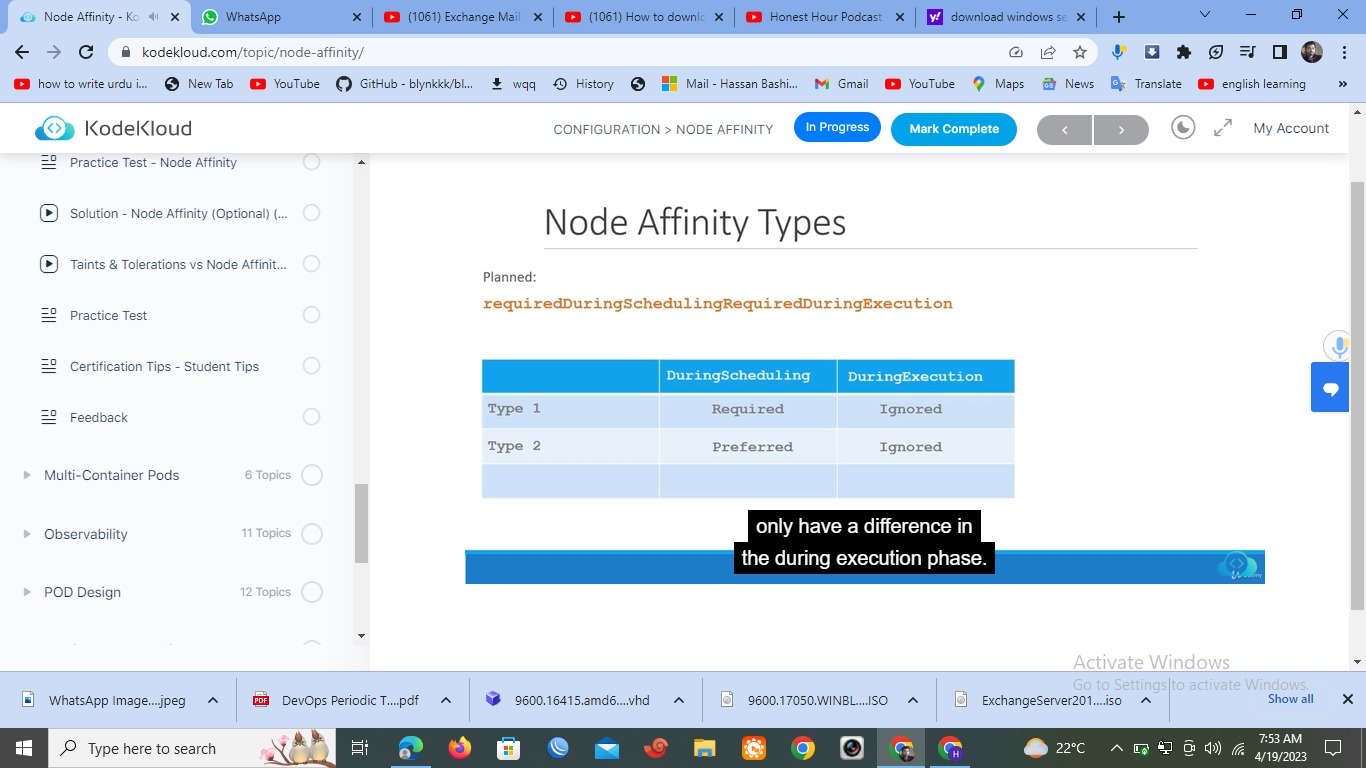 Node Affinity - Ko
WhatsApp
(1061) Exchange Mail
(1061) How to downlo
Honest Hour Podcast
download windows se
kodekloud.com/topic/node-affinity/
how to write urdu i...
New Tab
YouTube
GitHub - blynkkk/bl...
wqq
History
Mail - Hassan Bashi...
Gmail
YouTube
Maps
News
Translate
english learning
»
KodeKloud
CONFIGURATION > NODE AFFINITY
In Progress
Mark Complete
My Account
Practice Test - Node Affinity
Solution - Node Affinity (Optional) (...
Taints & Tolerations vs Node Affinit...
Practice Test
Certification Tips - Student Tips
Feedback
Multi-Container Pods 6 Topics
Observability 11 Topics
POD Design 12 Topics
Node Affinity Types
Planned:
requiredDuringSchedulingRequiredDuringExecution
DuringScheduling DuringExecution
Type 1 Required Ignored
Type 2 Preferred Ignored
only have a difference in
the during execution phase.
Activate Windows
Go to Settings to activate Windows.
WhatsApp Image....jpeg
DevOps Periodic T....pdf
9600.16415.amd6....vhd
9600.17050.WINBL....ISO
ExchangeServer201....iso
Show all
Type here to search
22°C
7:53 AM
4/19/2023